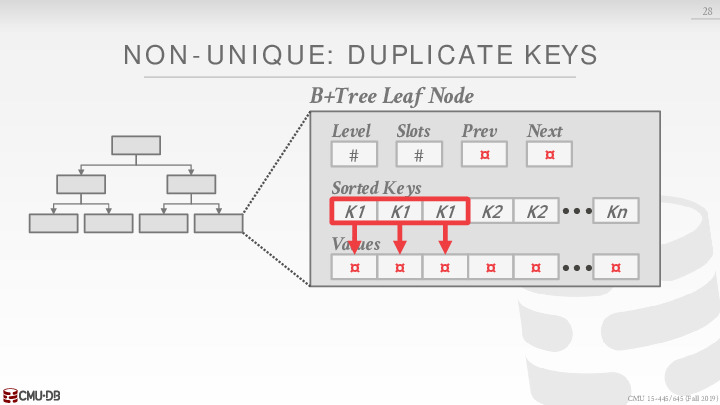 28
NON-UNIQUE: DUPLICATE KEYS
B+Tree Leaf Node
Level Slots Prev Next
# # ¤ ¤
Sorted Keys
K1 K1 K1 K2 K2 ••• Kn
Values
¤ ¤ ¤ ¤ ¤ ••• ¤
CMU·DB
CMU 15-445/645 (Fall 2019)